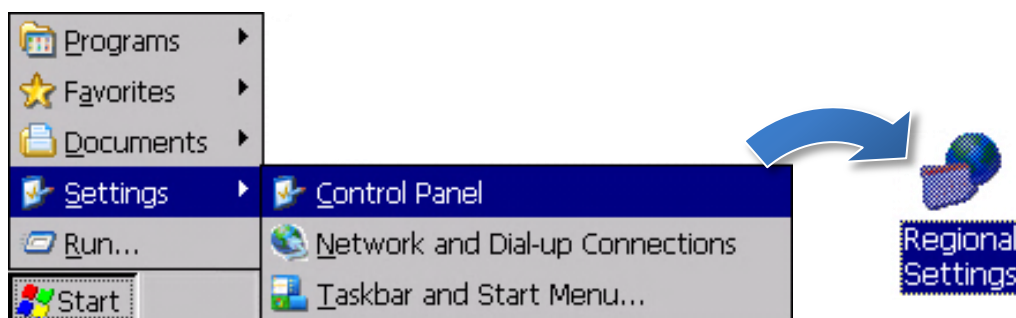 Programs
Favorites
Documents
Settings
Run...
Start
Control Panel
Network and Dial-up Connections
Taskbar and Start Menu...
Regional
Settings